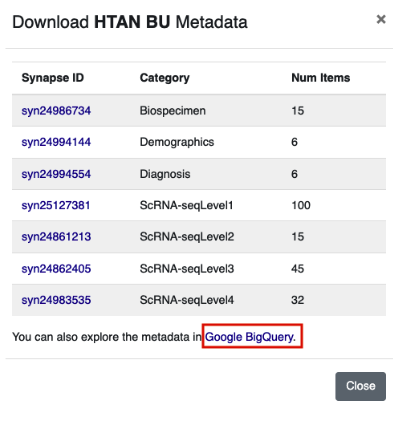 Download HTAN BU Metadata ×
Synapse ID Category Num Items
syn24986734 Biospecimen 15
syn24994144 Demographics 6
syn24994554 Diagnosis 6
syn25127381 ScRNA-seqLevel1 100
syn24861213 ScRNA-seqLevel2 15
syn24862405 ScRNA-seqLevel3 45
syn24983535 ScRNA-seqLevel4 32
You can also explore the metadata in Google BigQuery.
Close